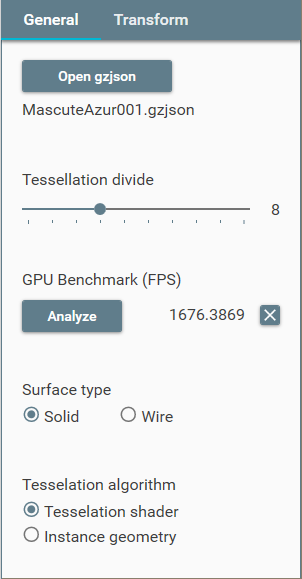 General Transform
Open gzjson
MascuteAzur001.gzjson
Tessellation divide
8
GPU Benchmark (FPS)
Analyze 1676.3869
Surface type
Solid Wire
Tesselation algorithm
Tesselation shader
Instance geometry